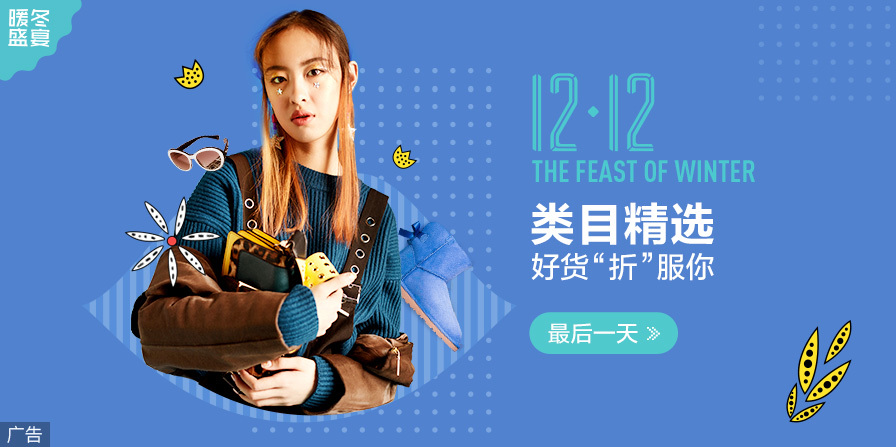 暖冬
盛宴
12·12
THE FEAST OF WINTER
类目精选
好货“折”服你
最后一天 »
广告